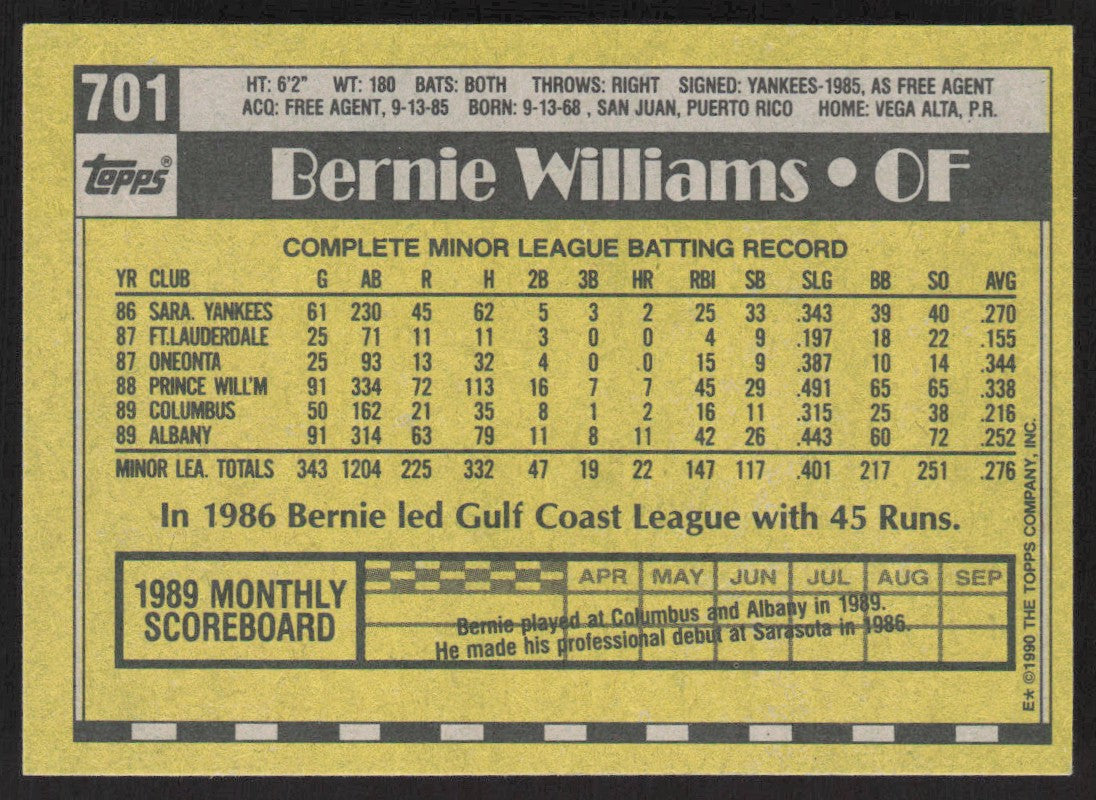 701
HT: 6'2" WT: 180 BATS: BOTH THROWS: RIGHT SIGNED: YANKEES-1985, AS FREE AGENT
ACQ: FREE AGENT, 9-13-85 BORN: 9-13-68 , SAN JUAN, PUERTO RICO HOME: VEGA ALTA, P.R.
topps®
Bernie Williams • OF
COMPLETE MINOR LEAGUE BATTING RECORD
YR CLUB G AB R H 2B 3B HR RBI SB SLG BB SO AVG
86 SARA. YANKEES 61 230 45 62 5 3 2 25 33 .343 39 40 .270
87 FT.LAUDERDALE 25 71 11 11 3 0 0 4 9 .197 18 22 .155
87 ONEONTA 25 93 13 32 4 0 .0 15 9 .387 10 14 .344
88 PRINCE WILL'M 91 334 72 113 16 7 7 45 29 .491 65 65 .338
89 COLUMBUS 50 162 21 35 8 1 2 16 11 .315 25 38 .216
89 ALBANY 91 314 63 79 11 8 11 42 26 .443 60 72 .252
MINOR LEA. TOTALS 343 1204 225 332 47 19 22 147 117 .401 217 251 .276
In 1986 Bernie led Gulf Coast League with 45 Runs.
1989 MONTHLY
SCOREBOARD
APR MAY JUN JUL AUG SEP
Bernie played at Columbus and Albany in 1989.
He made his professional debut at Sarasota in 1986.
E* ©1990 THE TOPPS COMPANY, INC.